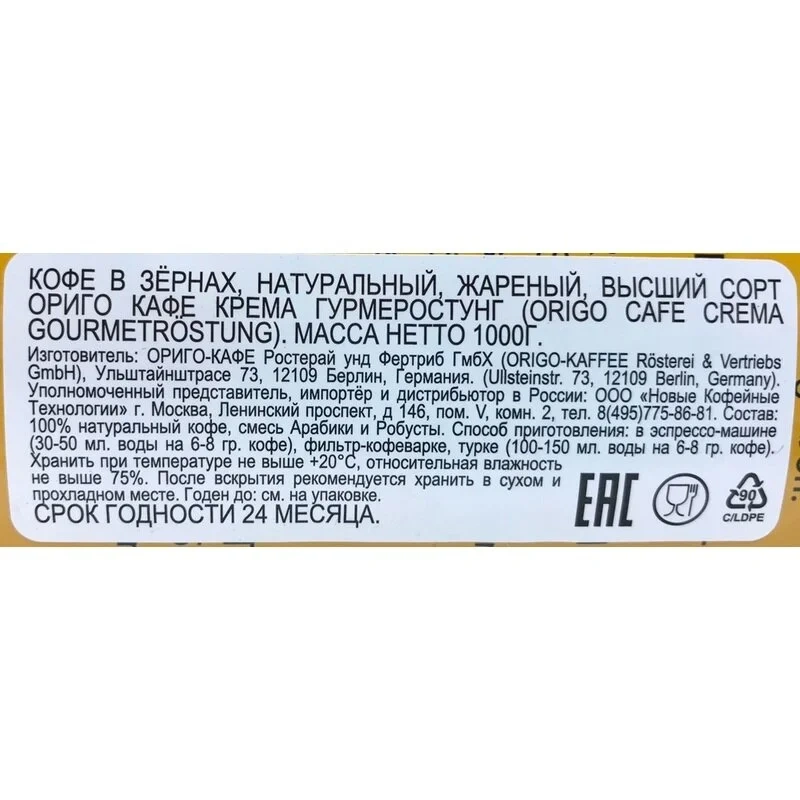 КОФЕ В ЗЁРНАХ, НАТУРАЛЬНЫЙ, ЖАРЕНЫЙ, ВЫСШИЙ СОРТ
ОРИГО КАФЕ КРЕМА ГУРМЕРОСТУНГ (ORIGO CAFE CREMA
GOURMETRÖSTUNG). МАССА НЕТТО 1000Г.
Изготовитель: ОРИГО-КАФЕ Ростерай унд Фертриб ГмбХ (ORIGO-KAFFEE Rösterei & Vertriebs
GmbH), Ульштайнштрасе 73, 12109 Берлин, Германия. (Ullsteinstr. 73, 12109 Berlin, Germany).
Уполномоченный представитель, импортёр и дистрибьютор в России: ООО «Новые Кофейные
Технологии» г. Москва, Ленинский проспект, д 146, пом. V, комн. 2, тел. 8(495)775-86-81. Состав:
100% натуральный кофе, смесь Арабики и Робусты. Способ приготовления: в эспрессо-машине
(30-50 мл. воды на 6-8 гр. кофе), фильтр-кофеварке, турке (100-150 мл. воды на 6-8 гр. кофе).
Хранить при температуре не выше +20°С, относительная влажность
не выше 75%. После вскрытия рекомендуется хранить в сухом и
прохладном месте. Годен до: см. на упаковке.
СРОК ГОДНОСТИ 24 МЕСЯЦА.
EAC
90
C/LDPE